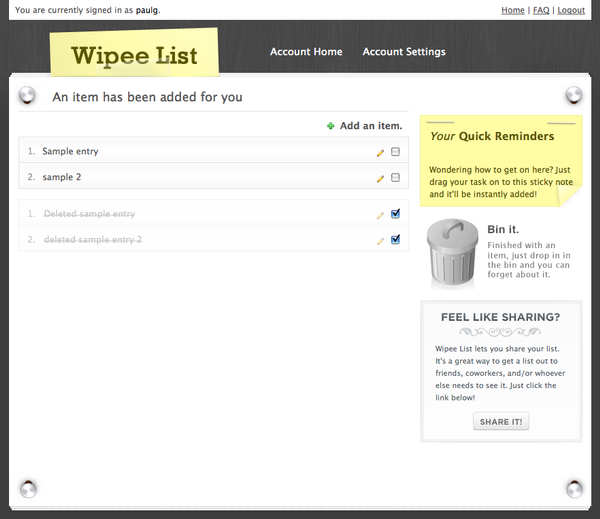 You are currently signed in as paulg.
Home | FAQ | Logout
Wipee List
Account Home
Account Settings
An item has been added for you
Add an item.
1. Sample entry
2. sample 2
1. Deleted sample entry
2. deleted sample entry 2
Your Quick Reminders
Wondering how to get on here? Just
drag your task on to this sticky note
and it'll be instantly added!
Bin it.
Finished with an
item, just drop in in
the bin and you can
forget about it.
FEEL LIKE SHARING?
Wipee List lets you share your list.
It's a great way to get a list out to
friends, coworkers, and/or whoever
else needs to see it. Just click the
link below!
SHARE IT!